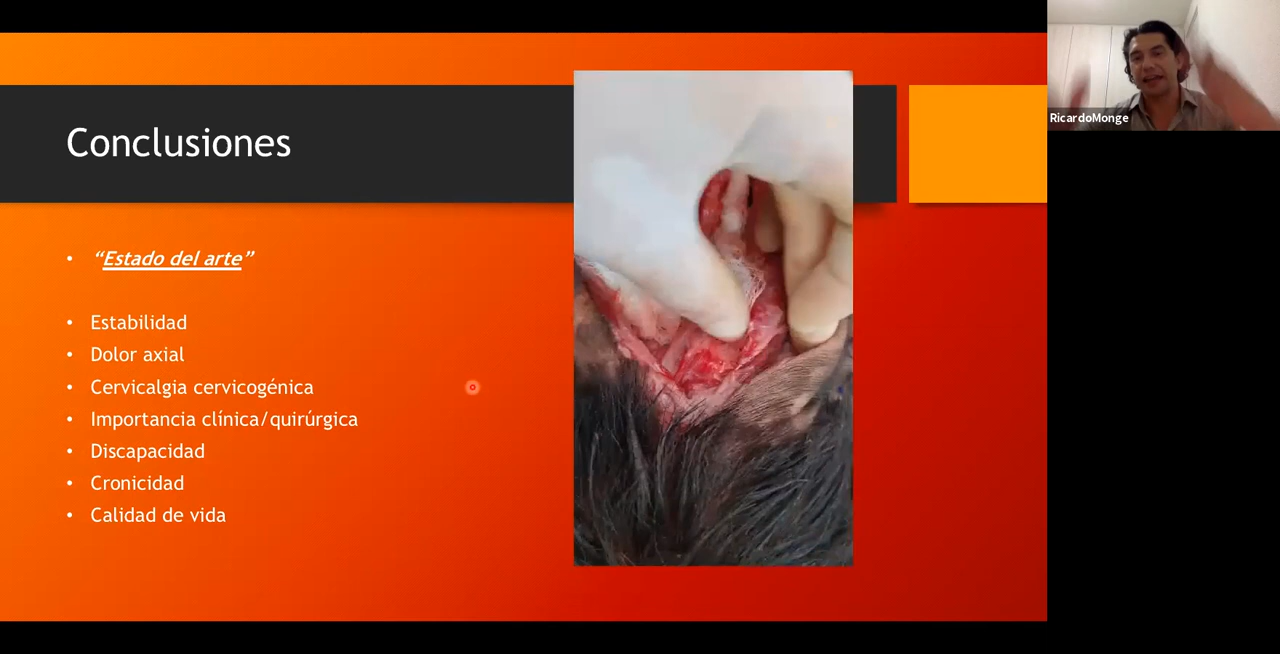 Conclusiones
RicardoMonge
• “Estado del arte”
• Estabilidad
• Dolor axial
• Cervicalgia cervicogénica
• Importancia clínica/quirúrgica
• Discapacidad
• Cronicidad
• Calidad de vida